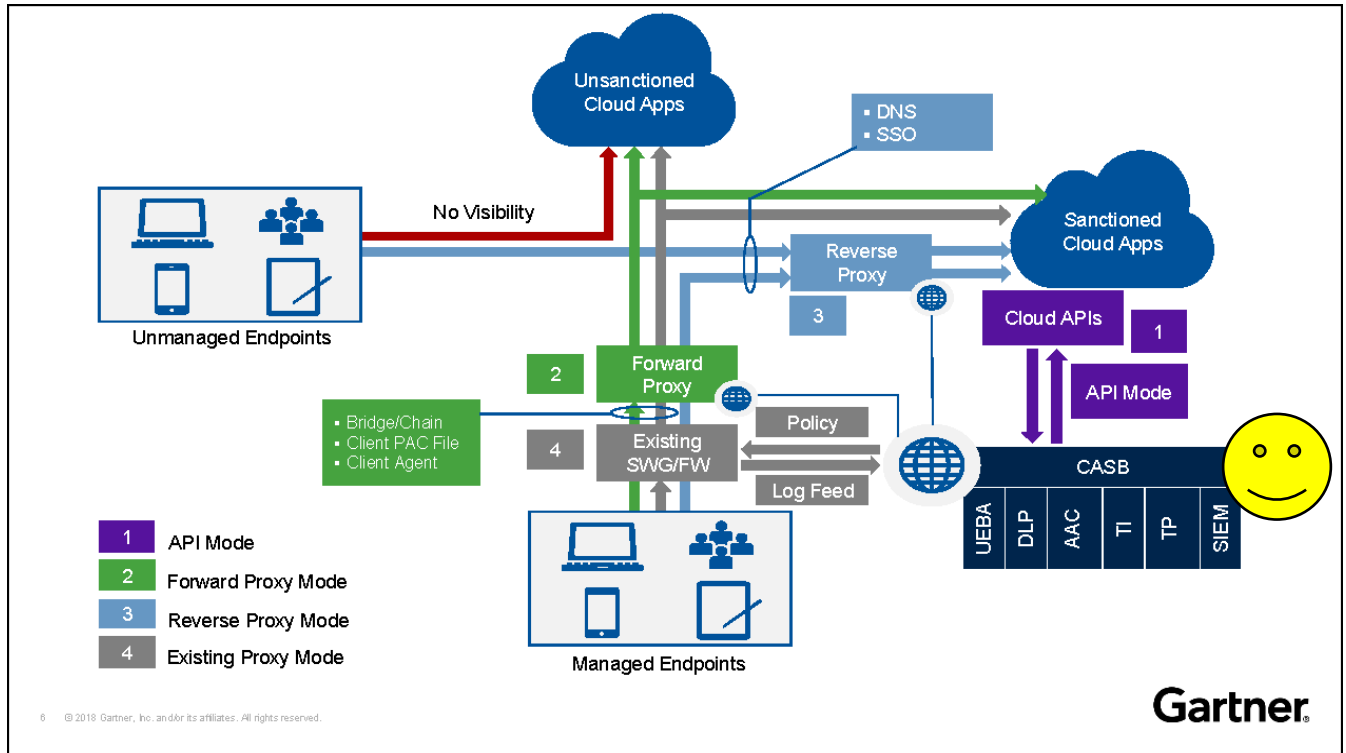 Unsanctioned
Cloud Apps
▪ DNS
▪ SSO
No Visibility
Sanctioned
Cloud Apps
Reverse
Proxy
3
Unmanaged Endpoints
Cloud APIs
1
2
Forward
Proxy
API Mode
▪ Bridge/Chain
▪ Client PAC File
▪ Client Agent
4
Existing
SWG/FW
Policy
Log Feed
CASB
UEBA
DLP
AAC
TI
TP
SIEM
1 API Mode
2 Forward Proxy Mode
3 Reverse Proxy Mode
4 Existing Proxy Mode
Managed Endpoints
6 © 2018 Gartner, Inc. and/or its affiliates. All rights reserved.
Gartner®